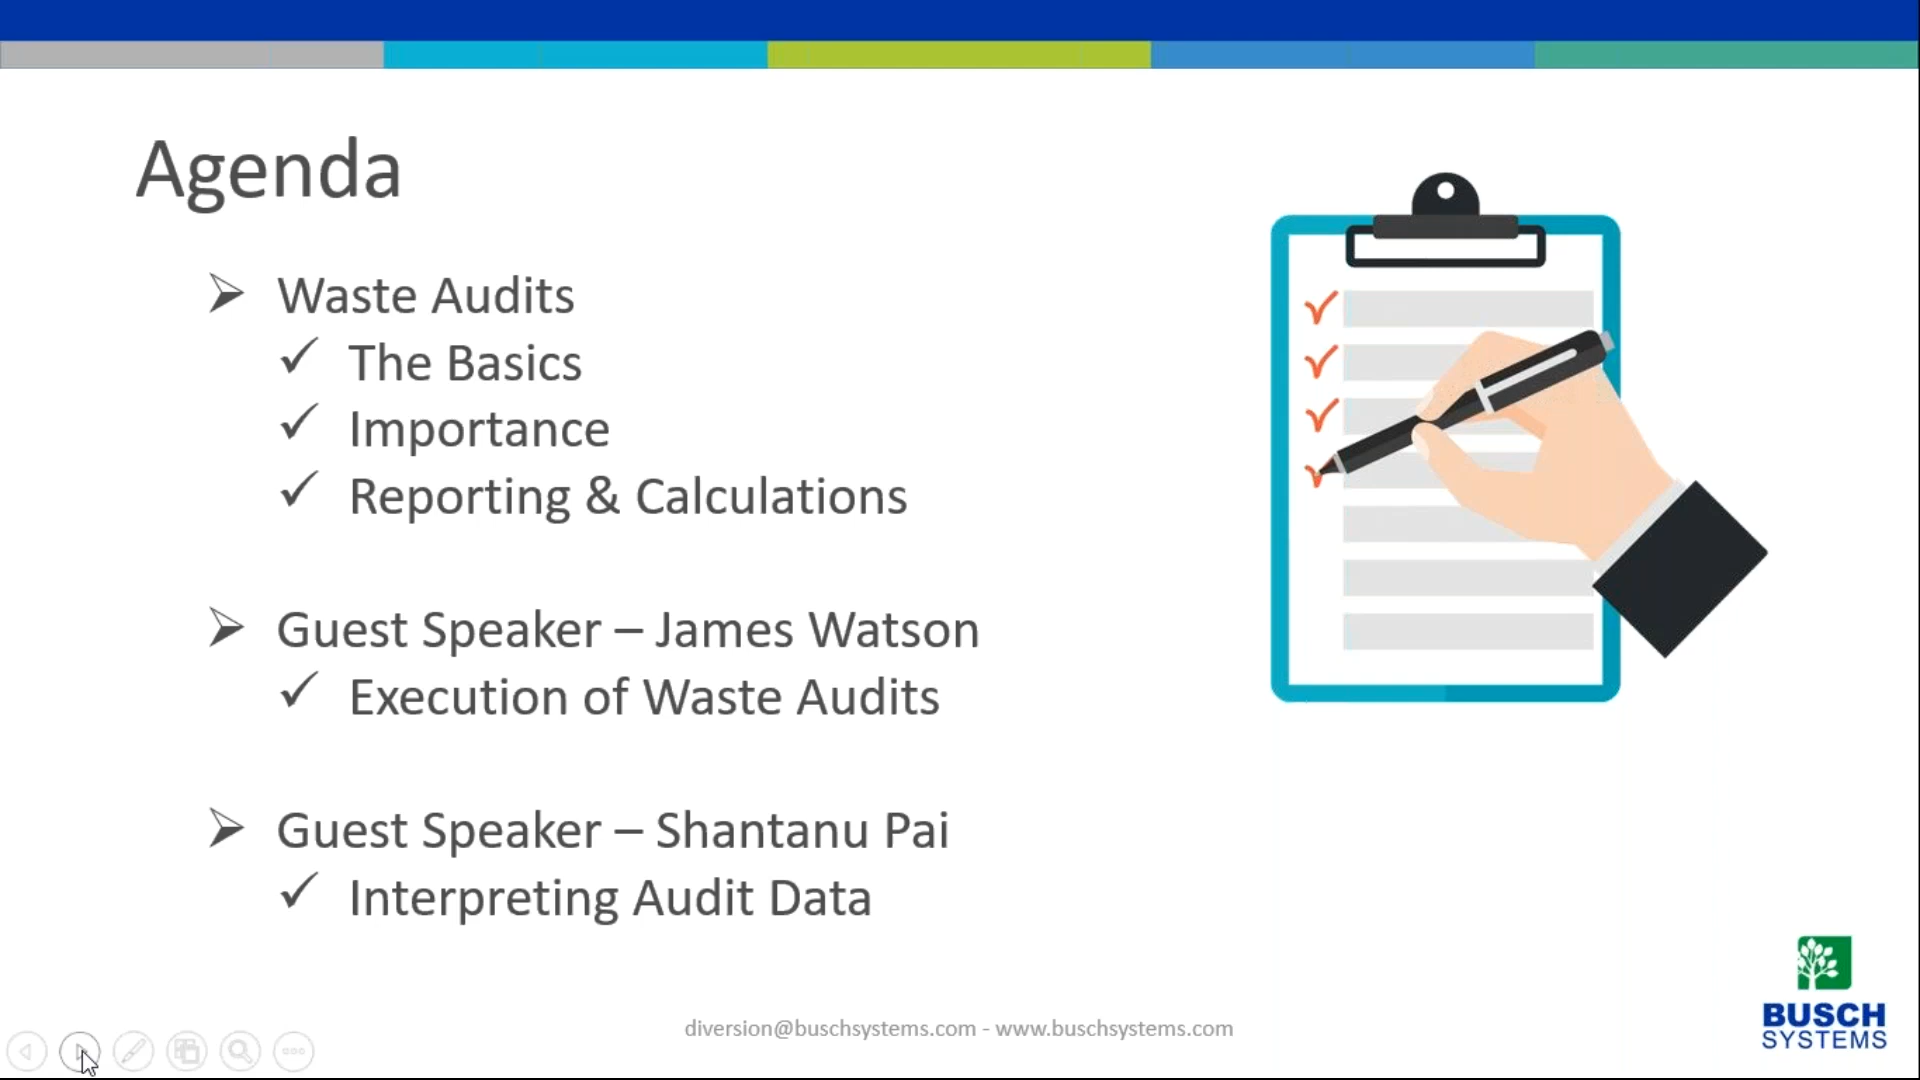 Agenda
Waste Audits
The Basics
Importance
Reporting & Calculations
Guest Speaker – James Watson
Execution of Waste Audits
Guest Speaker – Shantanu Pai
Interpreting Audit Data
diversion@buschsystems.com - www.buschsystems.com
BUSCH
SYSTEMS